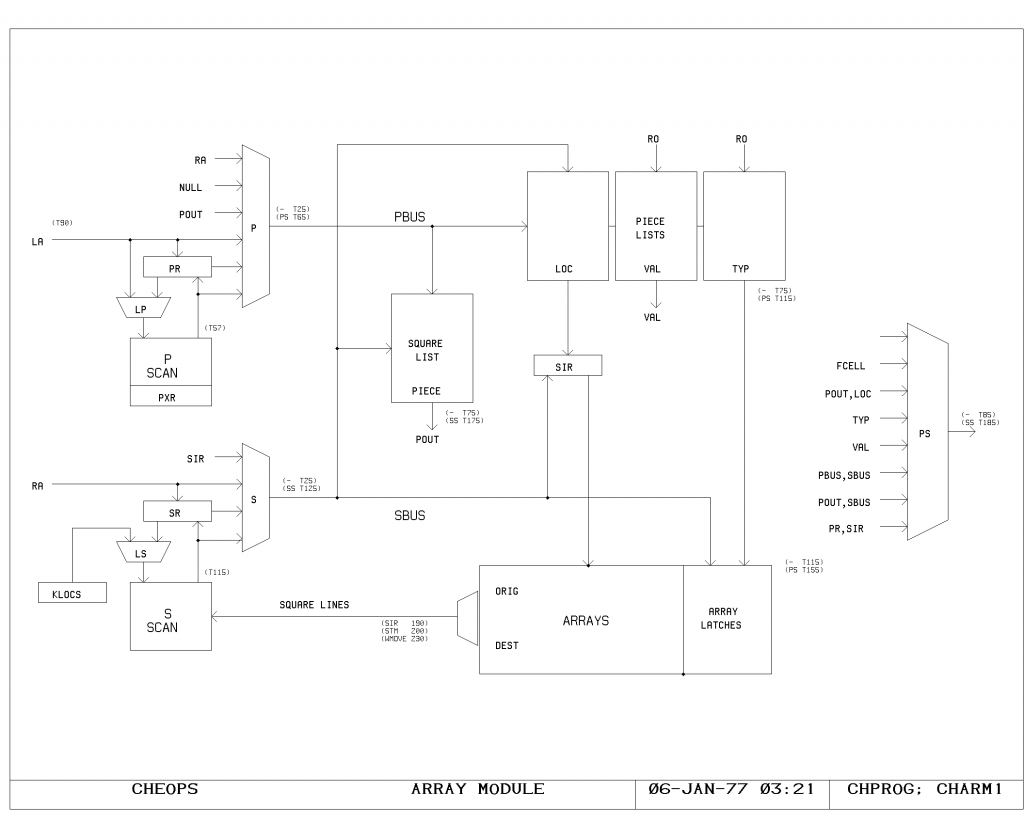 RO
RO
RA
NULL
POUT
(T90)
LA
P
(- T25)
(PS T65)
PBUS
PIECE
LISTS
LOC
VAL
TYP
PR
LP
(T57)
P
SCAN
PXR
VAL
(- T75)
(PS T115)
SQUARE
LIST
PIECE
SIR
(- T75)
(SS T175)
POUT
FCELL
POUT,LOC
TYP
VAL
PBUS,SBUS
POUT,SBUS
PR,SIR
PS
(- T85)
(SS T185)
SIR
RA
S
(- T25)
(SS T125)
SR
SBUS
LS
(T115)
KLOCS
S
SCAN
SQUARE LINES
(SIR 190)
(STM 200)
(WMOVE 230)
ORIG
ARRAYS
DEST
ARRAY
LATCHES
(- T115)
(PS T155)
CHEOPS
ARRAY MODULE
06-JAN-77 03:21
CHPROG; CHARM1